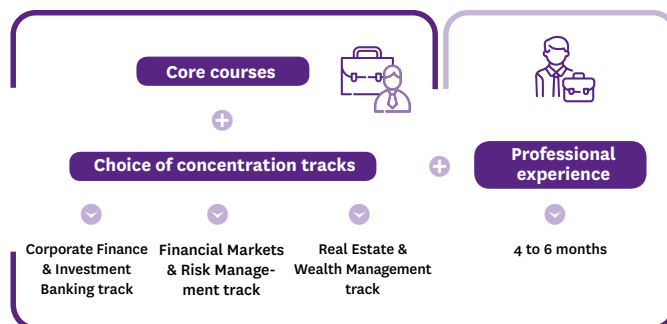 Core courses
Choice of concentration tracks
Professional
experience
Corporate Finance
& Investment
Banking track
Financial Markets
& Risk Manage-
ment track
Real Estate &
Wealth Management
track
4 to 6 months